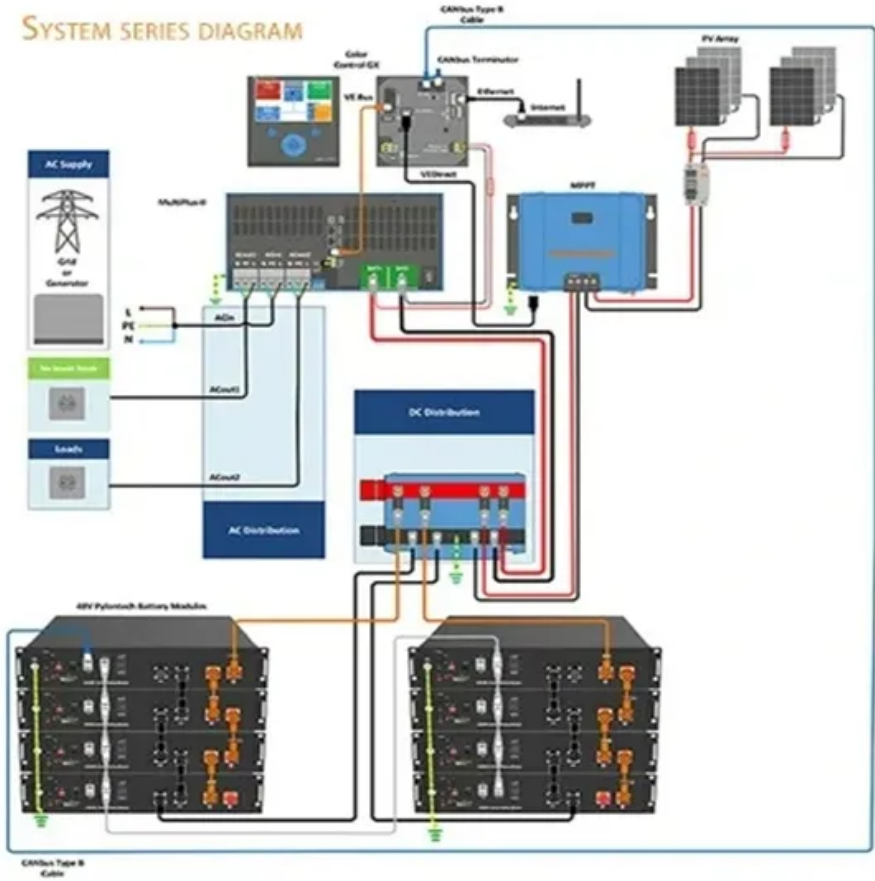 SYSTEM SERIES DIAGRAM
CANbus Type B
Cable
Color
Control GX
CANbus Terminator
PV Array
VE Bus
Ethernet
Internet
AC Supply
VEDirect
MPPT
MultiPlus-II
Grid
or
Generator
L
PE
N
ACin
ACout1
DC Distribution
Loads
ACout2
AC Distribution
48V Pylontech Battery Modules
CANbus Type B
Cable